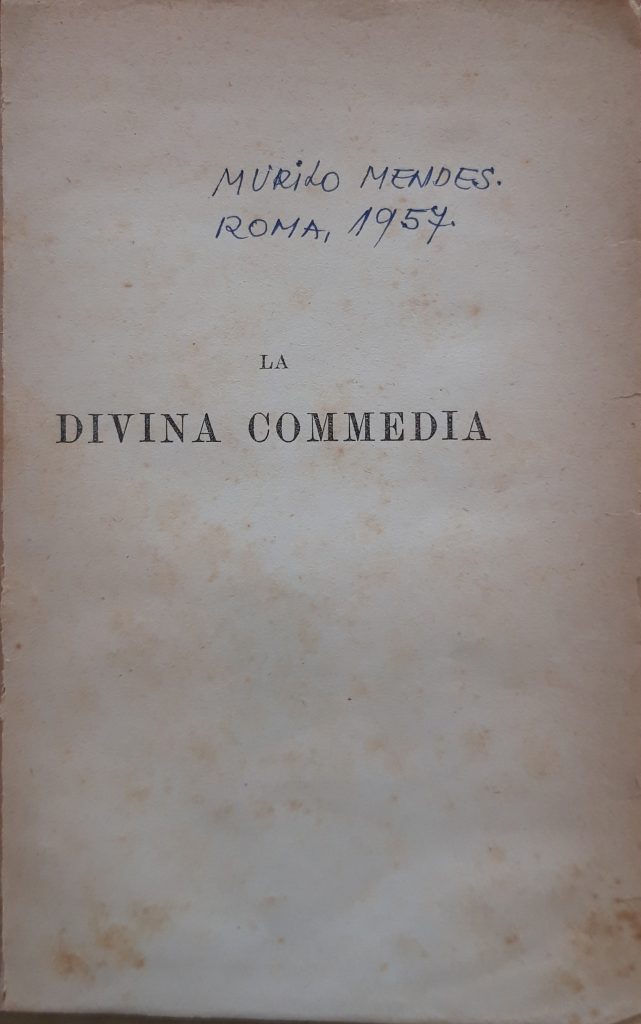 MURILO MENDES.
ROMA, 1957.
LA
DIVINA COMMEDIA